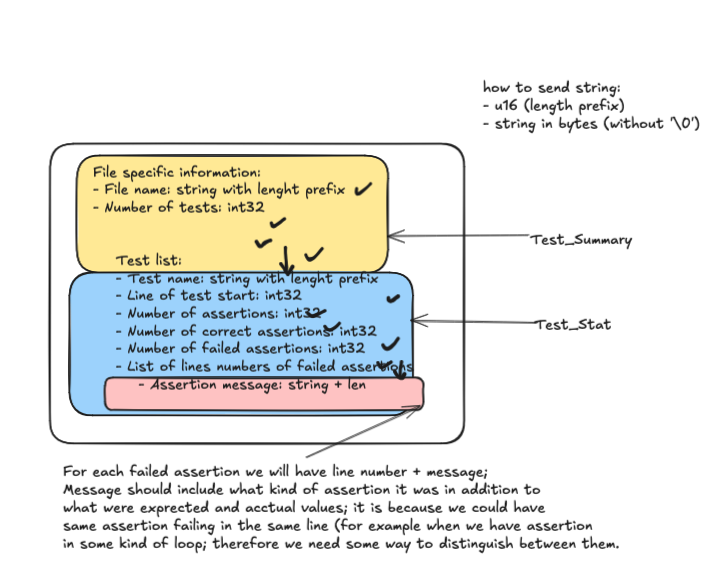 how to send string:
- u16 (length prefix)
- string in bytes (without '\0')
File specific information:
- File name: string with lenght prefix
- Number of tests: int32
Test_Summary
Test list:
- Test name: string with lenght prefix
- Line of test start: int32
- Number of assertions: int32
Test_Stat
- Number of correct assertions: int32
- Number of failed assertions: int32
- List of lines numbers of failed assertions
- Assertion message: string + len
For each failed assertion we will have line number + message;
Message should include what kind of assertion it was in addition to
what were exprected and acctual values; it is because we could have
same assertion failing in the same line (for example when we have assertion
in some kind of loop; therefore we need some way to distinguish between them.